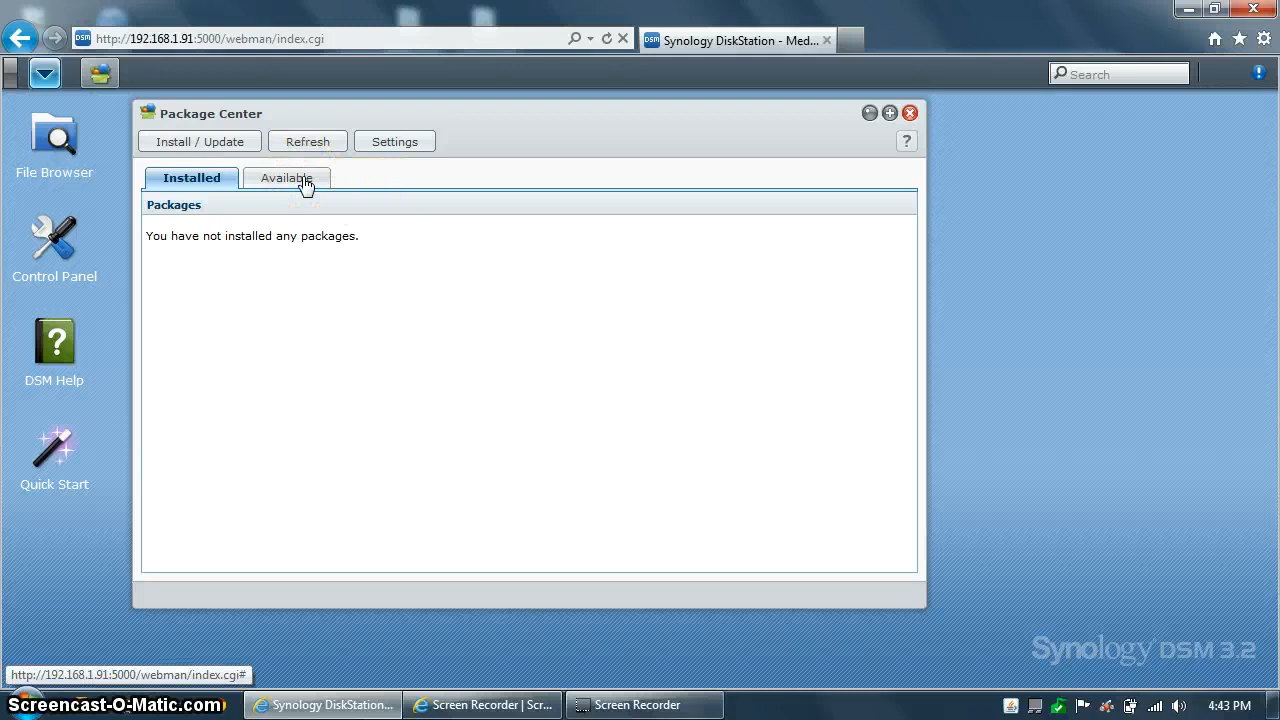 http://192.168.1.91:5000/webman/index.cgi
DSM Synology DiskStation - Med...
Search
File Browser
Control Panel
DSM Help
Quick Start
Package Center
Install / Update
Refresh
Settings
?
Installed
Available
Packages
You have not installed any packages.
Synology DSM 3.2
http://192.168.1.91:5000/webman/index.cgi#
Screencast-O-Matic.com
Synology DiskStation...
Screen Recorder | Scr...
Screen Recorder
4:43 PM